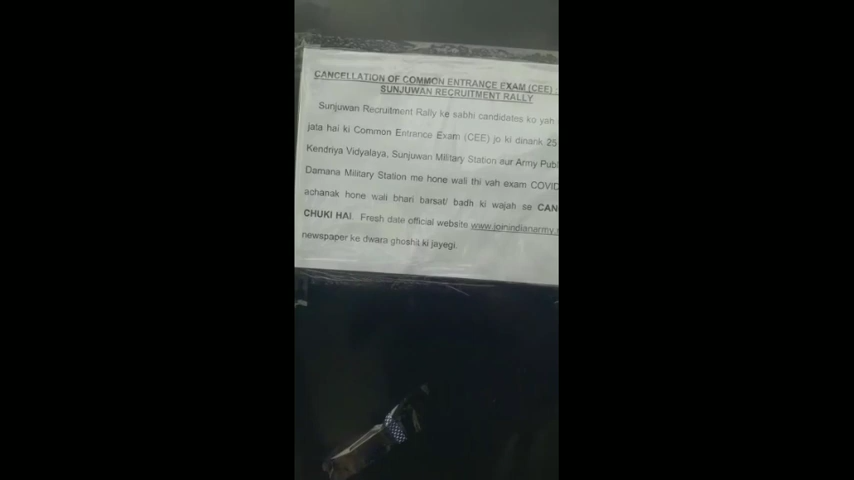 CANCELLATION OF COMMON ENTRANCE EXAM (CEE) :
SUNJUWAN RECRUITMENT RALLY
Sunjuwan Recruitment Rally ke sabhi candidates ko yah
jata hai ki Common Entrence Exam (CEE) jo ki dinank 25
Kendriya Vidyalaya, Sunjuwan Military Station aur Army Publ
Damana Military Station me hone wali thi vah exam COVID
achanak hone wali bhari barsat/ badh ki wajah se CAN
CHUKI HAI. Fresh date official website www.joinindianarmy.
newspaper ke dwara ghoshit ki jayegi.